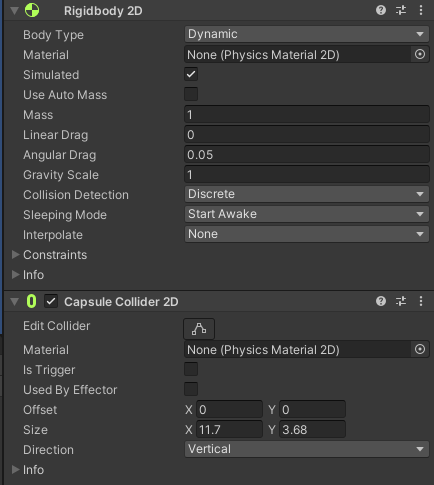 Rigidbody 2D
Body Type Dynamic
Material None (Physics Material 2D)
Simulated
Use Auto Mass
Mass 1
Linear Drag 0
Angular Drag 0.05
Gravity Scale 1
Collision Detection Discrete
Sleeping Mode Start Awake
Interpolate None
Constraints
Info
Capsule Collider 2D
Edit Collider
Material None (Physics Material 2D)
Is Trigger
Used By Effector
Offset X 0 Y 0
Size X 11.7 Y 3.68
Direction Vertical
Info